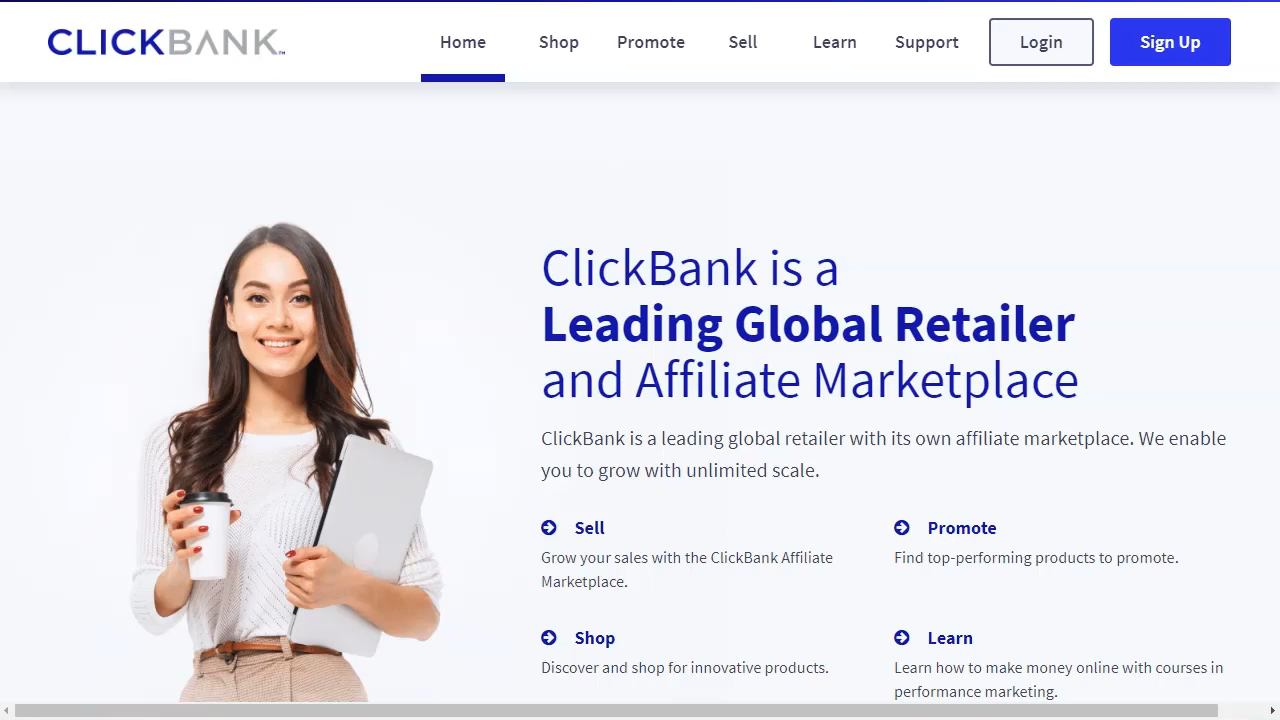 CLICKBANK™
Home
Shop
Promote
Sell
Learn
Support
Login
Sign Up
ClickBank is a
Leading Global Retailer
and Affiliate Marketplace
ClickBank is a leading global retailer with its own affiliate marketplace. We enable
you to grow with unlimited scale.
Sell
Grow your sales with the ClickBank Affiliate
Marketplace.
Promote
Find top-performing products to promote.
Shop
Discover and shop for innovative products.
Learn
Learn how to make money online with courses in
performance marketing.